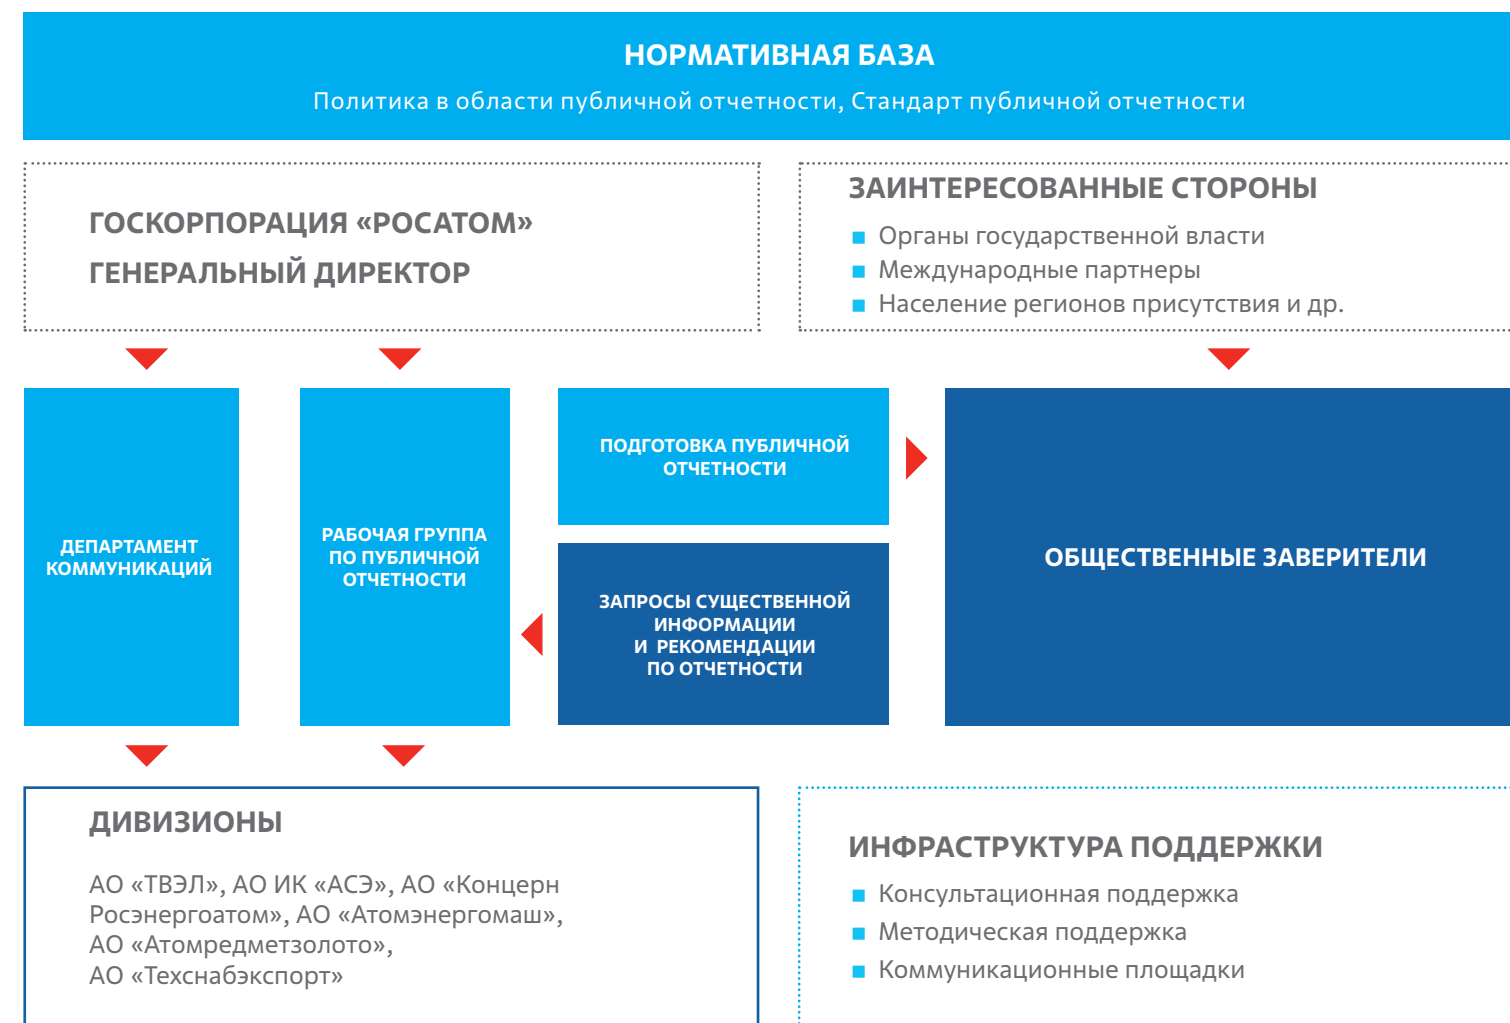 НОРМАТИВНАЯ БАЗА
Политика в области публичной отчетности, Стандарт публичной отчетности
ГОСКОРПОРАЦИЯ «РОСАТОМ»
ГЕНЕРАЛЬНЫЙ ДИРЕКТОР
ЗАИНТЕРЕСОВАННЫЕ СТОРОНЫ
Органы государственной власти
Международные партнеры
Население регионов присутствия и др.
ДЕПАРТАМЕНТ
КОММУНИКАЦИЙ
РАБОЧАЯ ГРУППА
ПО ПУБЛИЧНОЙ
ОТЧЕТНОСТИ
ПОДГОТОВКА ПУБЛИЧНОЙ
ОТЧЕТНОСТИ
ЗАПРОСЫ СУЩЕСТВЕННОЙ
ИНФОРМАЦИИ
И РЕКОМЕНДАЦИИ
ПО ОТЧЕТНОСТИ
ОБЩЕСТВЕННЫЕ ЗАВЕРИТЕЛИ
ДИВИЗИОНЫ
АО «ТВЭЛ», АО ИК «АСЭ», АО «Концерн
Росэнергоатом», АО «Атомэнергомаш»,
АО «Атомредметзолото»,
АО «Техснабэкспорт»
ИНФРАСТРУКТУРА ПОДДЕРЖКИ
Консультационная поддержка
Методическая поддержка
Коммуникационные площадки